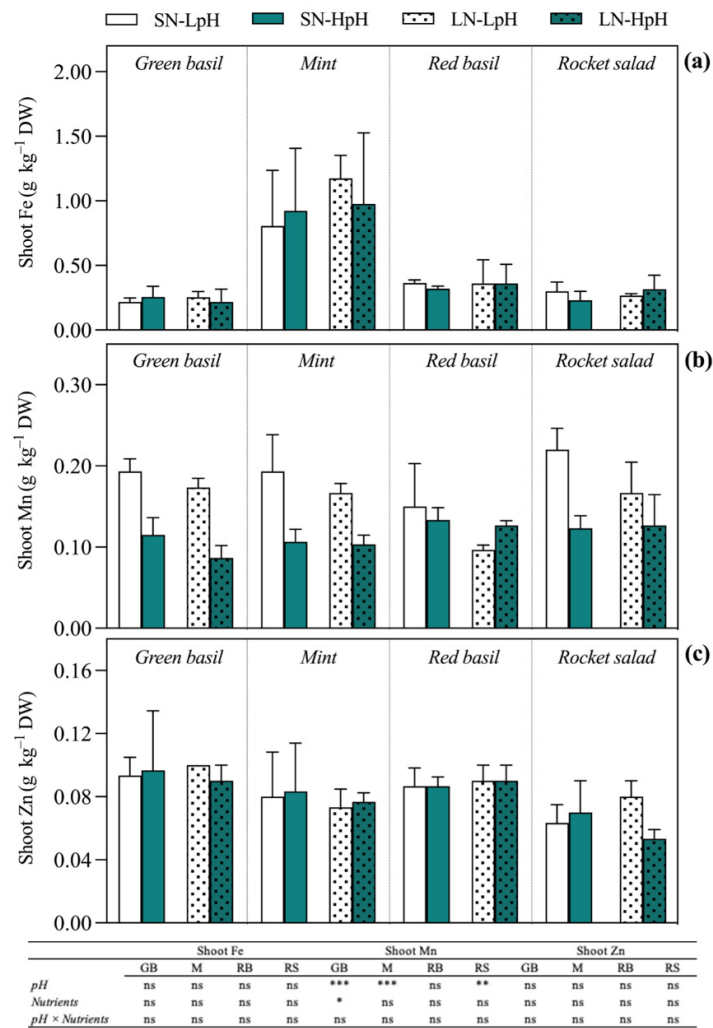 SN-LpH SN-HpH LN-LpH LN-HpH
Green basil Mint Red basil Rocket salad (a)
2.00
1.50
1.00
0.50
0.00
Shoot Fe (g kg⁻¹ DW)
Green basil Mint Red basil Rocket salad (b)
0.30
0.20
0.10
0.00
Shoot Mn (g kg⁻¹ DW)
Green basil Mint Red basil Rocket salad (c)
0.16
0.12
0.08
0.04
0.00
Shoot Zn (g kg⁻¹ DW)
Shoot Fe Shoot Mn Shoot Zn
GB M RB RS GB M RB RS GB M RB RS
pH ns ns ns ns *** *** ns ** ns ns ns ns
Nutrients ns ns ns ns * ns ns ns ns ns ns ns
pH × Nutrients ns ns ns ns ns ns ns ns ns ns ns ns